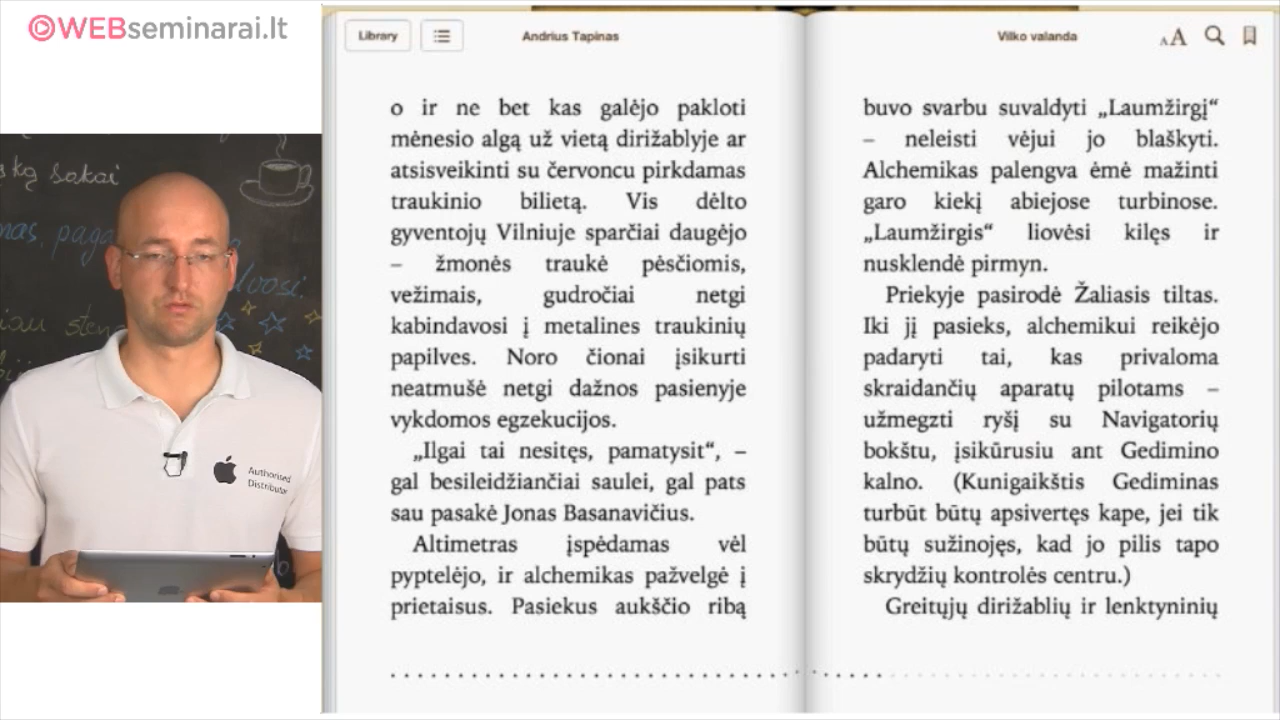 WEBseminarai.lt
Library
Andrius Tapinas
Vilko valanda
AA
o ir ne bet kas galėjo pakloti
mėnesio algą už vietą dirižablyje ar
atsisveikinti su červoncu pirkdamas
traukinio bilietą. Vis dėlto
gyventojų Vilniuje sparčiai daugėjo
– žmonės traukė pėsčiomis,
vežimais, gudročiai netgi
kabindavosi į metalines traukinių
papilves. Noro čionai įsikurti
neatmušė netgi dažnos pasienyje
vykdomos egzekucijos.
„Ilgai tai nesitęs, pamatysit“, –
gal besileidžiančiai saulei, gal pats
sau pasakė Jonas Basanavičius.
Altimetras įspėdamas vėl
pyptelėjo, ir alchemikas pažvelgė į
prietaisus. Pasiekus aukščio ribą
buvo svarbu suvaldyti „Laumžirgį“
– neleisti vėjui jo blaškyti.
Alchemikas palengva ėmė mažinti
garo kiekį abiejose turbinose.
„Laumžirgis“ liovėsi kilęs ir
nusklendė pirmyn.
Priekyje pasirodė Žaliasis tiltas.
Iki jį pasieks, alchemikui reikėjo
padaryti tai, kas privaloma
skraidančių aparatų pilotams –
užmegzti ryšį su Navigatorių
bokštu, įsikūrusiu ant Gedimino
kalno. (Kunigaikštis Gediminas
turbūt būtų apsivertęs kape, jei tik
būtų sužinojęs, kad jo pilis tapo
skrydžių kontrolės centru.)
Greitųjų dirižablių ir lenktyninių
šakai
Authorised
Distributor